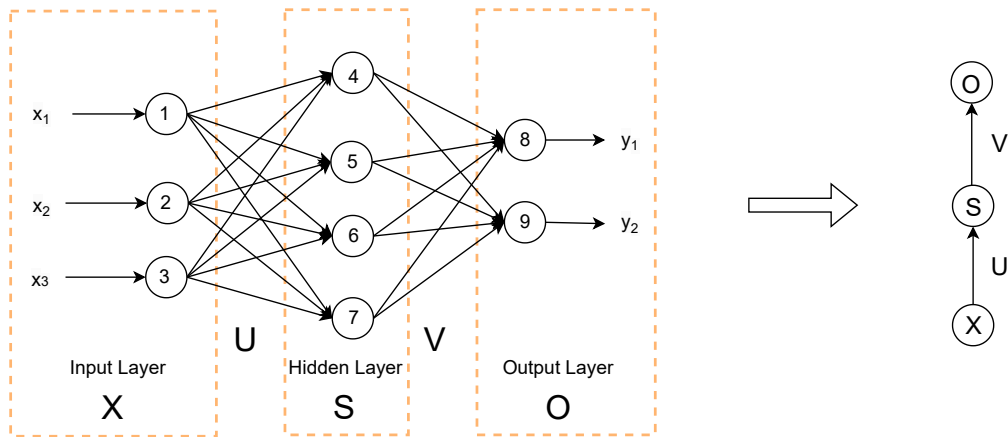 x1
x2
x3
1
2
3
4
5
6
7
8
9
y1
y2
U
V
Input Layer
X
Hidden Layer
S
Output Layer
O
O
V
S
U
X